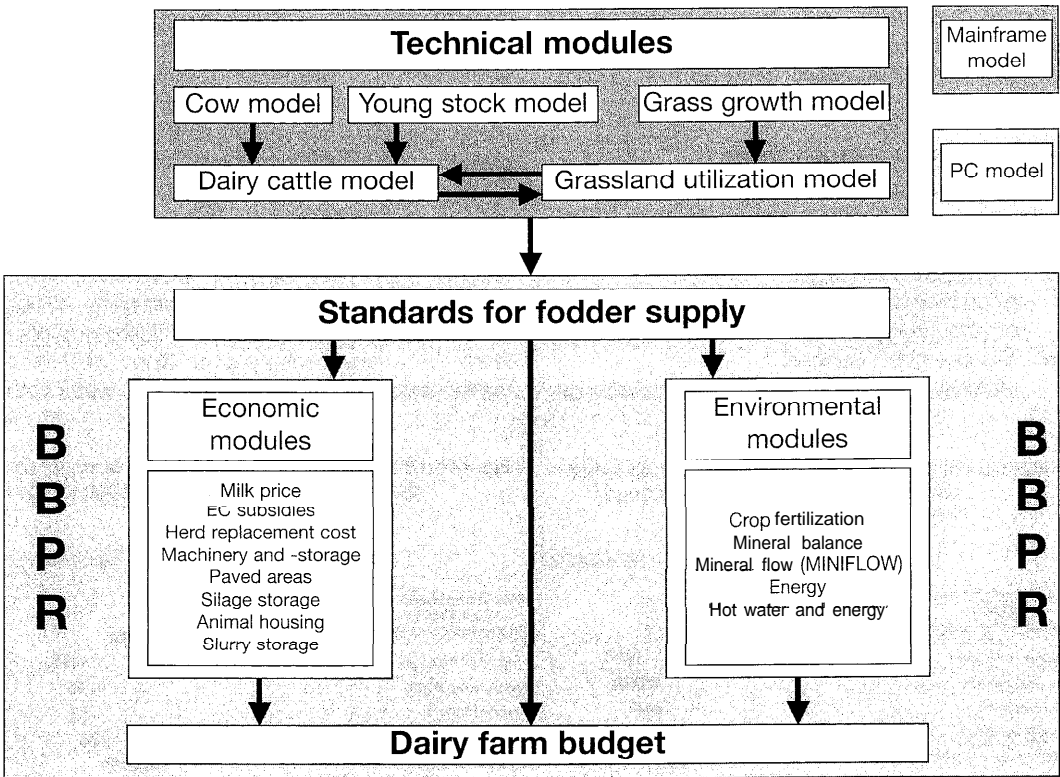 Technical modules
Mainframe
model
Cow model
Young stock model
Grass growth model
Dairy cattle model
Grassland utilization model
PC model
Standards for fodder supply
Economic
modules
Environmental
modules
B
B
P
R
Milk price
EC subsidies
Herd replacement cost
Machinery and -storage
Paved areas
Silage storage
Animal housing
Slurry storage
Crop fertilization
Mineral balance
Mineral flow (MINIFLOW)
Energy
'Hot water and energy'
B
B
P
R
Dairy farm budget